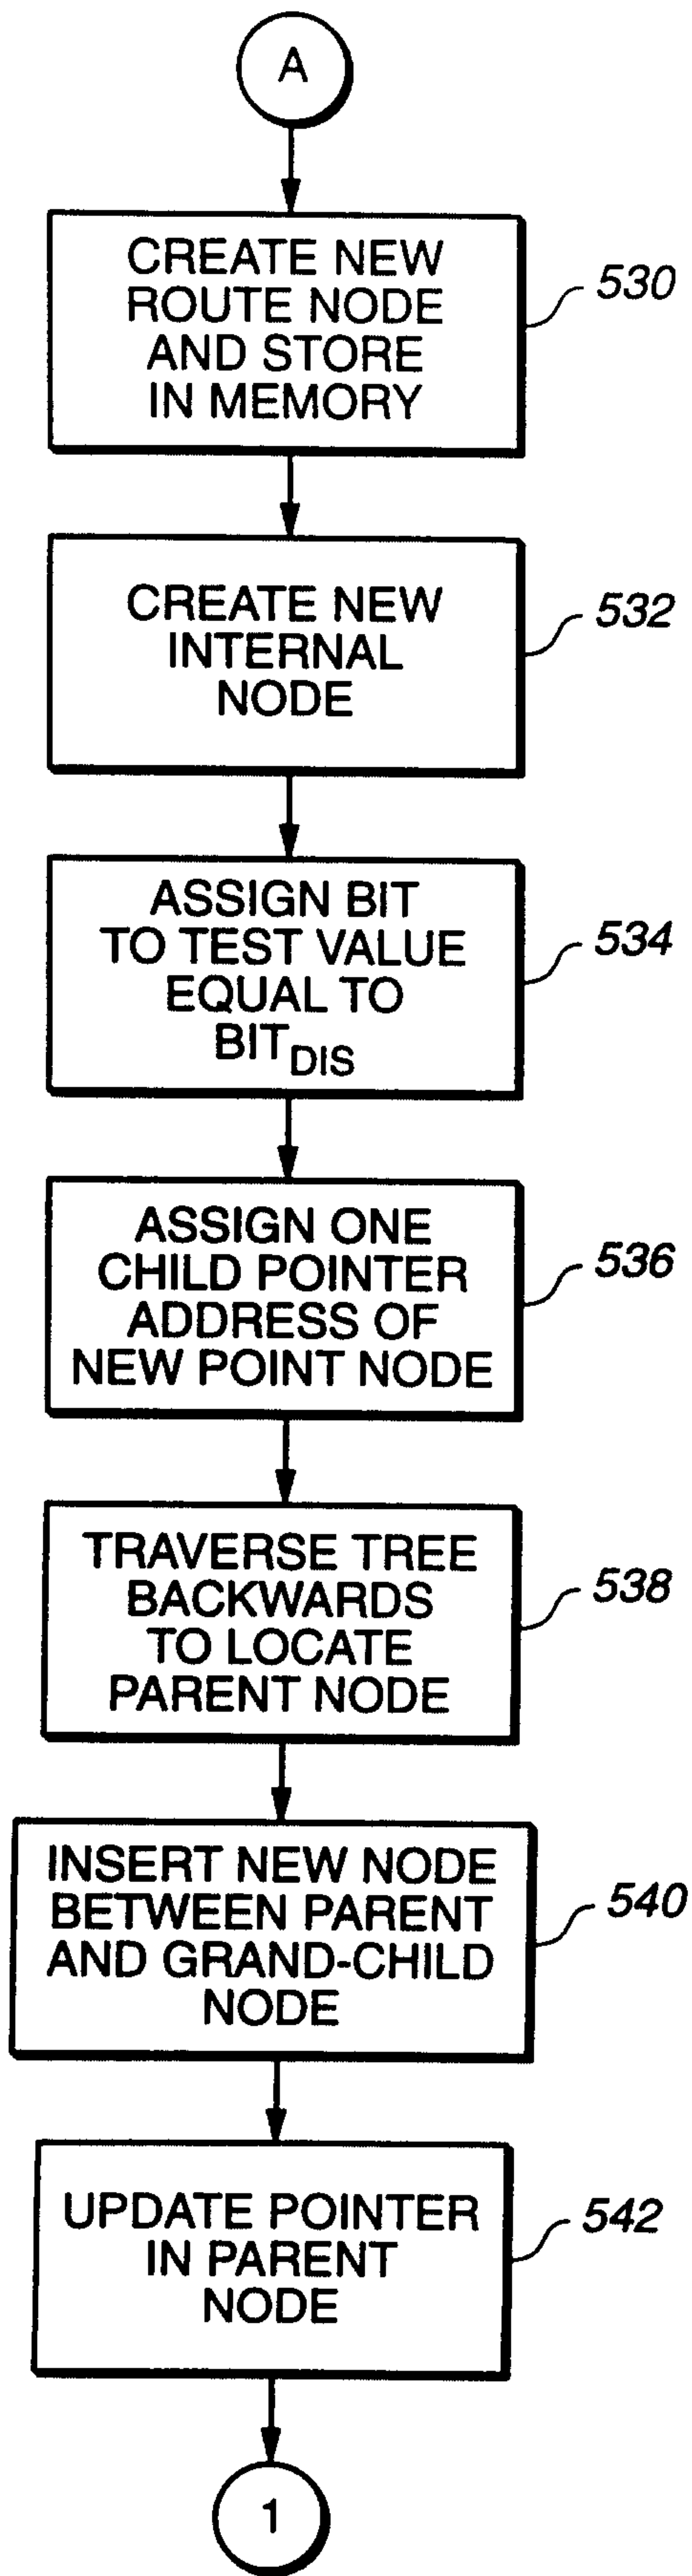 A
CREATE NEW
ROUTE NODE
AND STORE
IN MEMORY
530
CREATE NEW
INTERNAL
NODE
532
ASSIGN BIT
TO TEST VALUE
EQUAL TO
BIT DIS
534
ASSIGN ONE
CHILD POINTER
ADDRESS OF
NEW POINT NODE
536
TRAVERSE TREE
BACKWARDS
TO LOCATE
PARENT NODE
538
INSERT NEW NODE
BETWEEN PARENT
AND GRAND-CHILD
NODE
540
UPDATE POINTER
IN PARENT
NODE
542
1